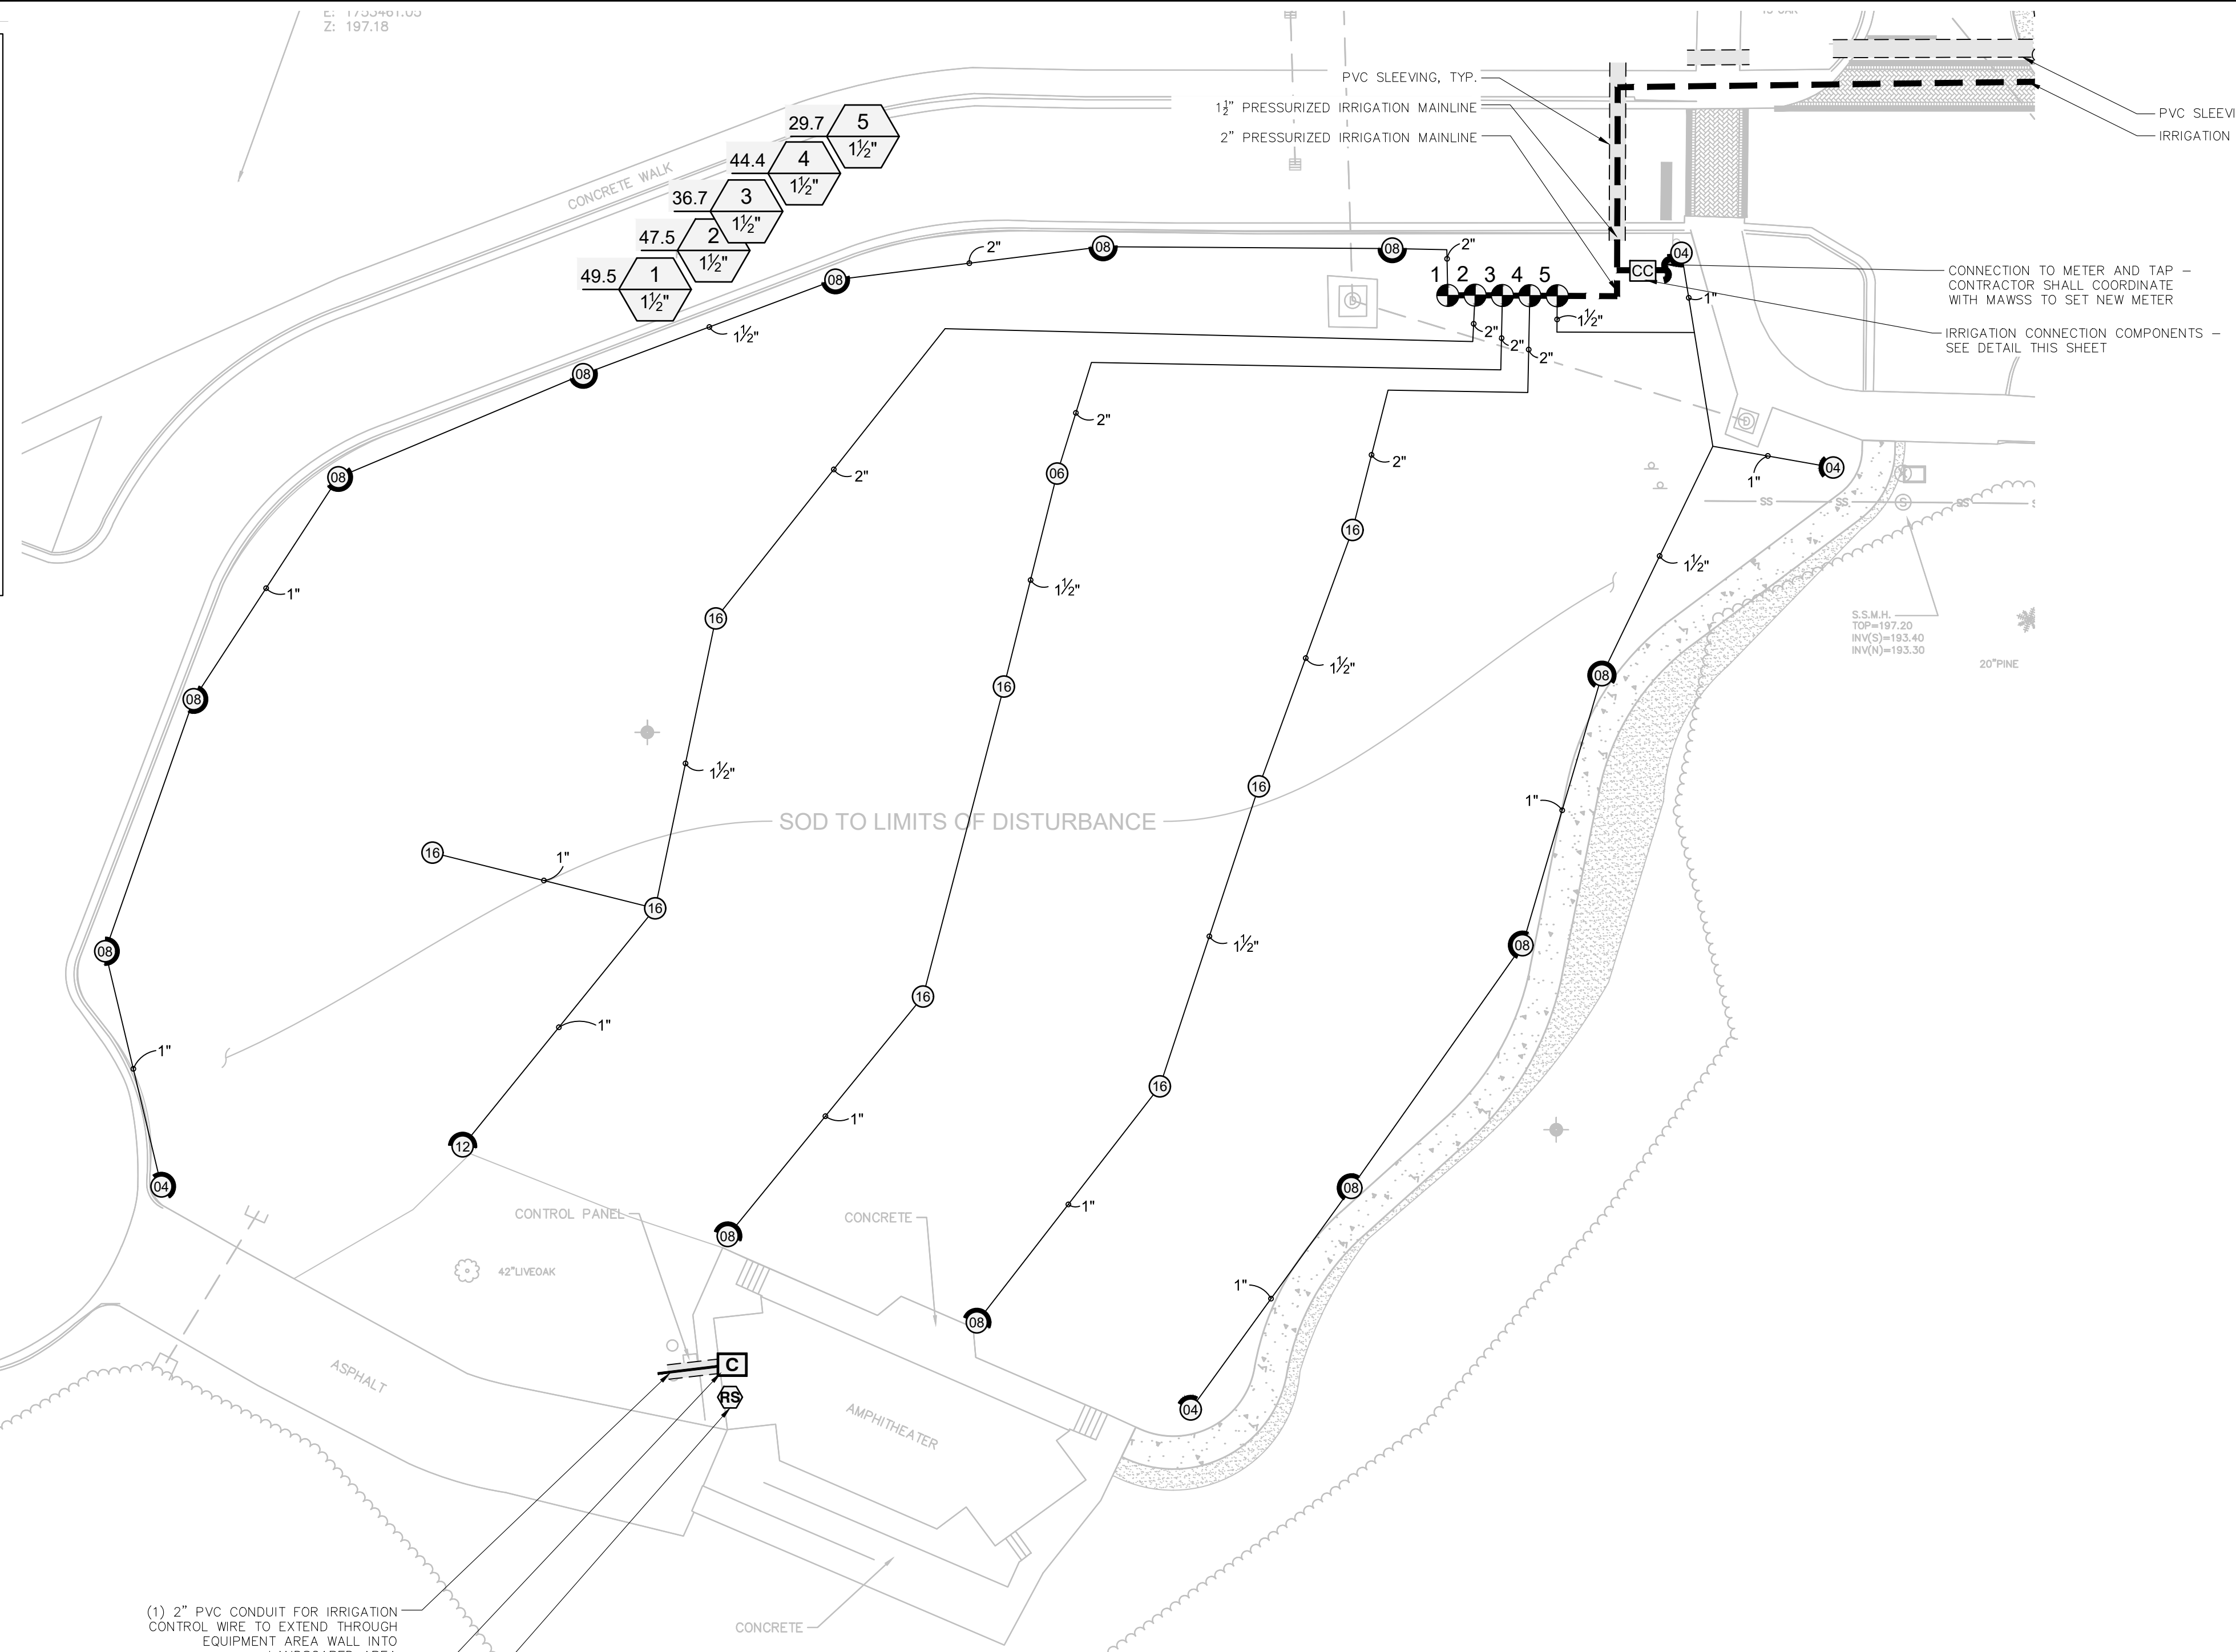 Z: 197.18
PVC SLEEVING, TYP.
1½" PRESSURIZED IRRIGATION MAINLINE
2" PRESSURIZED IRRIGATION MAINLINE
IRRIGATION
CONCRETE WALK
29.7 5 1½"
44.4 4 1½"
36.7 3 1½"
47.5 2 1½"
49.5 1 1½"
08 2" 08 08 2"
04
CC
1 2 3 4 5
1"
CONNECTION TO METER AND TAP –
CONTRACTOR SHALL COORDINATE
WITH MAWSS TO SET NEW METER
IRRIGATION CONNECTION COMPONENTS –
SEE DETAIL THIS SHEET
1½" 2" 2" 2" 1½"
D
08
2"
D
08 2" 06 2" 04
1"
SS SS S SS
16
1" 1½" 1½"
16
S.S.M.H.
TOP=197.20
INV(S)=193.40
INV(N)=193.30
20"PINE
1½"
08 16 08
1½"
16
1"
SOD TO LIMITS OF DISTURBANCE
16 1"
16
08 1½" 08
16
1" 1"
16
1"
12
04 1" 08
08
CONTROL PANEL
CONCRETE
42"LIVEOAK
1"
08
C
RS
ASPHALT
04
AMPHITHEATER
(1) 2" PVC CONDUIT FOR IRRIGATION
CONTROL WIRE TO EXTEND THROUGH
EQUIPMENT AREA WALL INTO
CONCRETE